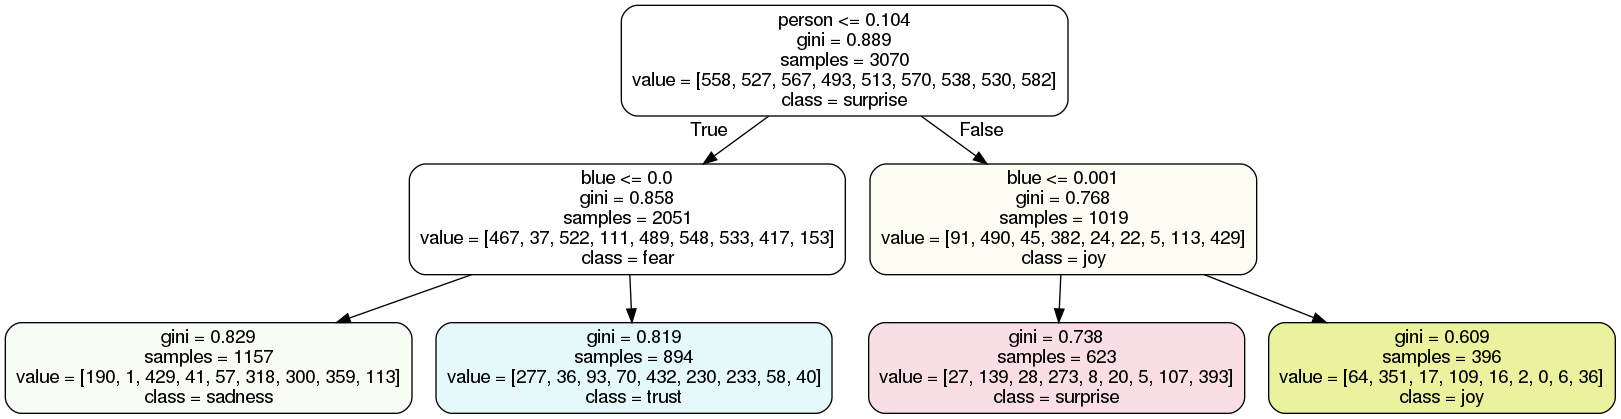 person <= 0.104
gini = 0.889
samples = 3070
value = [558, 527, 567, 493, 513, 570, 538, 530, 582]
class = surprise
True
False
blue <= 0.0
gini = 0.858
samples = 2051
value = [467, 37, 522, 111, 489, 548, 533, 417, 153]
class = fear
blue <= 0.001
gini = 0.768
samples = 1019
value = [91, 490, 45, 382, 24, 22, 5, 113, 429]
class = joy
gini = 0.829
samples = 1157
value = [190, 1, 429, 41, 57, 318, 300, 359, 113]
class = sadness
gini = 0.819
samples = 894
value = [277, 36, 93, 70, 432, 230, 233, 58, 40]
class = trust
gini = 0.738
samples = 623
value = [27, 139, 28, 273, 8, 20, 5, 107, 393]
class = surprise
gini = 0.609
samples = 396
value = [64, 351, 17, 109, 16, 2, 0, 6, 36]
class = joy